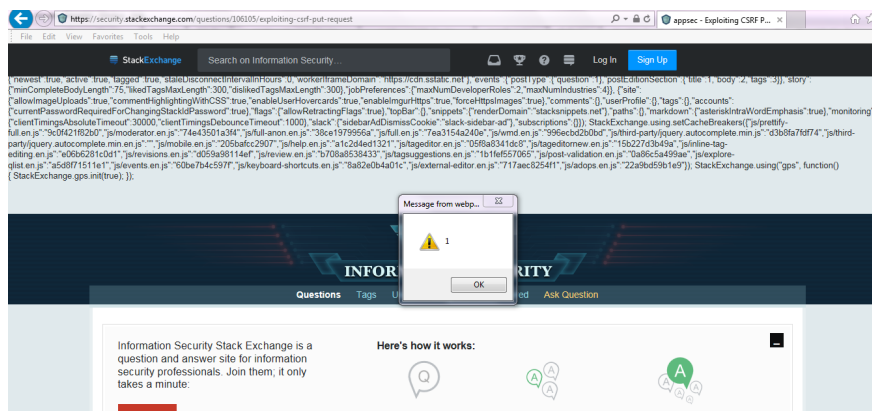 https://security.stackexchange.com/questions/106105/exploiting-csrf-put-request
appsec - Exploiting CSRF P...
File Edit View Favorites Tools Help
StackExchange
Search on Information Security...
Log In
Sign Up
{"newest":true,"active":true,"tagged":true,"staleDisconnectIntervalInHours":0,"workerIframeDomain":"https://cdn.sstatic.net"},"events":{"postType":{"question":1},"postEditionSection":{"title":1,"body":2,"tags":3}},"story":
{"minCompleteBodyLength":75,"likedTagsMaxLength":300,"dislikedTagsMaxLength":300},"jobPreferences":{"maxNumDeveloperRoles":2,"maxNumIndustries":4}}, {"site":
{"allowImageUploads":true,"commentHighlightingWithCSS":true,"enableUserHovercards":true,"enableImgurHttps":true,"forceHttpsImages":true},"comments":{},"userProfile":{},"tags":{},"accounts":
{"currentPasswordRequiredForChangingStackIdPassword":true},"flags":{"allowRetractingFlags":true},"topBar":{},"snippets":{"renderDomain":"stacksnippets.net"},"paths":{},"markdown":{"asteriskIntraWordEmphasis":true},"monitoring"
{"clientTimingsAbsoluteTimeout":30000,"clientTimingsDebounceTimeout":1000},"slack":{"sidebarAdDismissCookie":"slack-sidebar-ad"},"subscriptions":{}}); StackExchange.using.setCacheBreakers({"js/prettify-
full.en.js":"9c0f421f82b0","js/moderator.en.js":"74e43501a3f4","js/full-anon.en.js":"38ce1979956a","js/full.en.js":"7ea3154a240e","js/wmd.en.js":"996ecbd2b0bd","js/third-party/jquery.autocomplete.min.js":"d3b8fa7fdf74","js/third-
party/jquery.autocomplete.min.en.js":"","js/mobile.en.js":"205bafcc2907","js/help.en.js":"a1c2d4ed1321","js/tageditor.en.js":"05f8a8341dc8","js/tageditornew.en.js":"15b227d3b49a","js/inline-tag-
editing.en.js":"e06b6281c0d1","js/revisions.en.js":"d059a98114ef","js/review.en.js":"b708a8538433","js/tagsuggestions.en.js":"1b1fef557065","js/post-validation.en.js":"0a86c5a499ae","js/explore-
qlist.en.js":"a5d8f71511e1","js/events.en.js":"60be7b4c597f","js/keyboard-shortcuts.en.js":"8a82e0b4a01c","js/external-editor.en.js":"717aec8254f1","js/adops.en.js":"22a9bd59b1e9"}); StackExchange.using("gps", function()
{ StackExchange.gps.init(true); });
Message from webp...
1
OK
INFOR
RITY
Questions Tags U
ed Ask Question
Information Security Stack Exchange is a
question and answer site for information
security professionals. Join them; it only
takes a minute:
Here's how it works:
Q
A
A
A
A
A
A
A